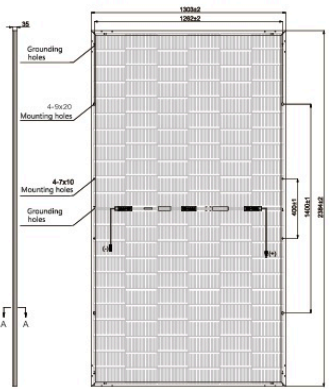 1303±2
1262±2
35
Grounding
holes
4-9x20
Mounting holes
4-7x10
Mounting holes
Grounding
holes
400±1
1400±1
2384±2
(-)
(+)
A
A